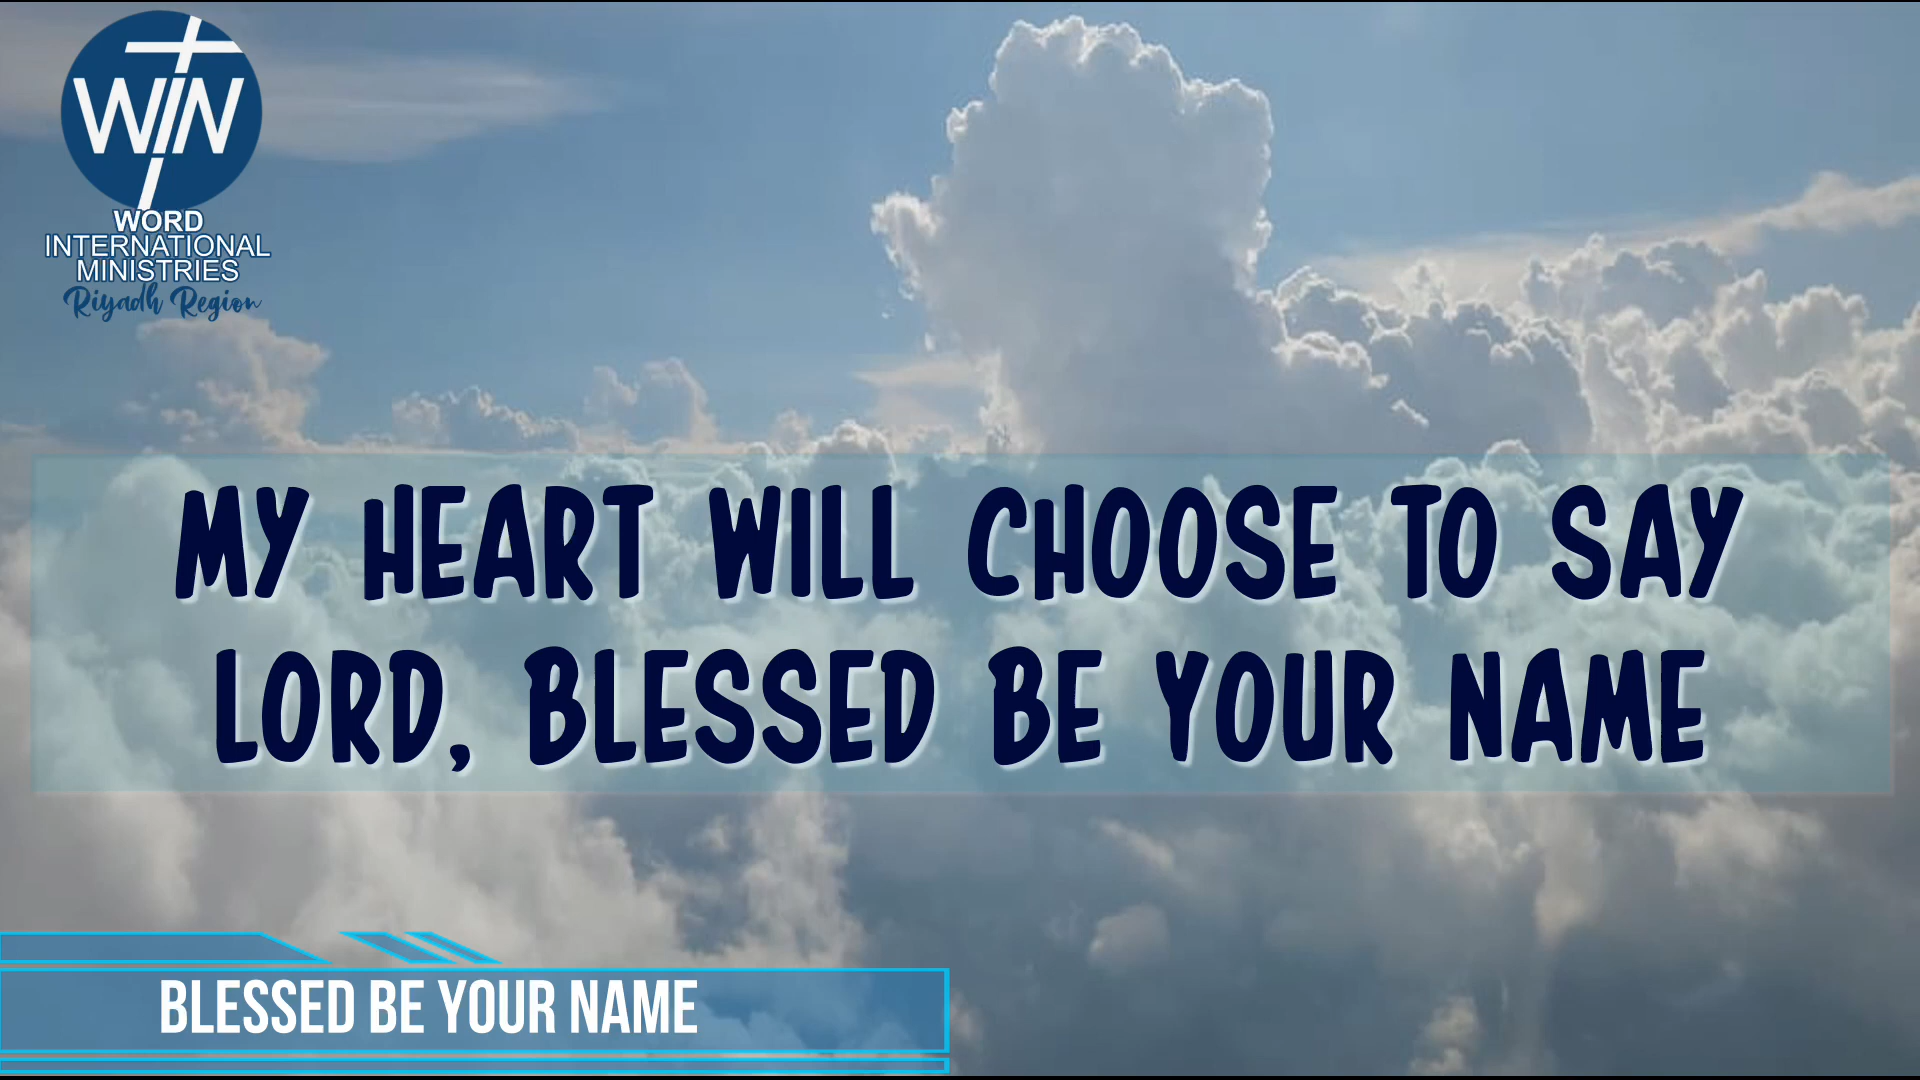 WIN
WORD
INTERNATIONAL
MINISTRIES
Riyadh Region
MY HEART WILL CHOOSE TO SAY
LORD, BLESSED BE YOUR NAME
BLESSED BE YOUR NAME